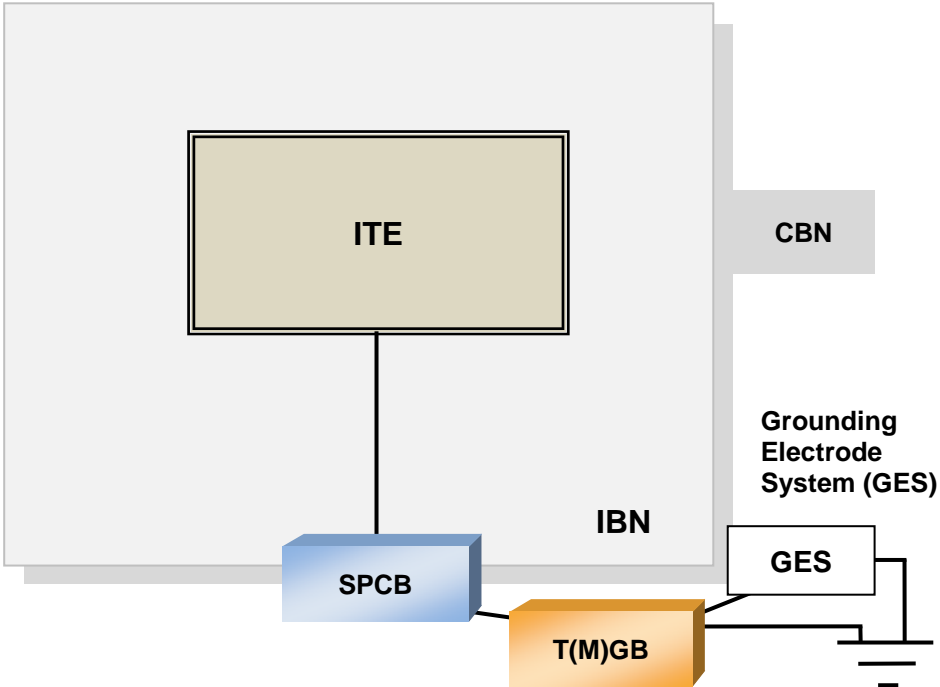 ITE
CBN
Grounding
Electrode
System (GES)
IBN
GES
SPCB
T(M)GB